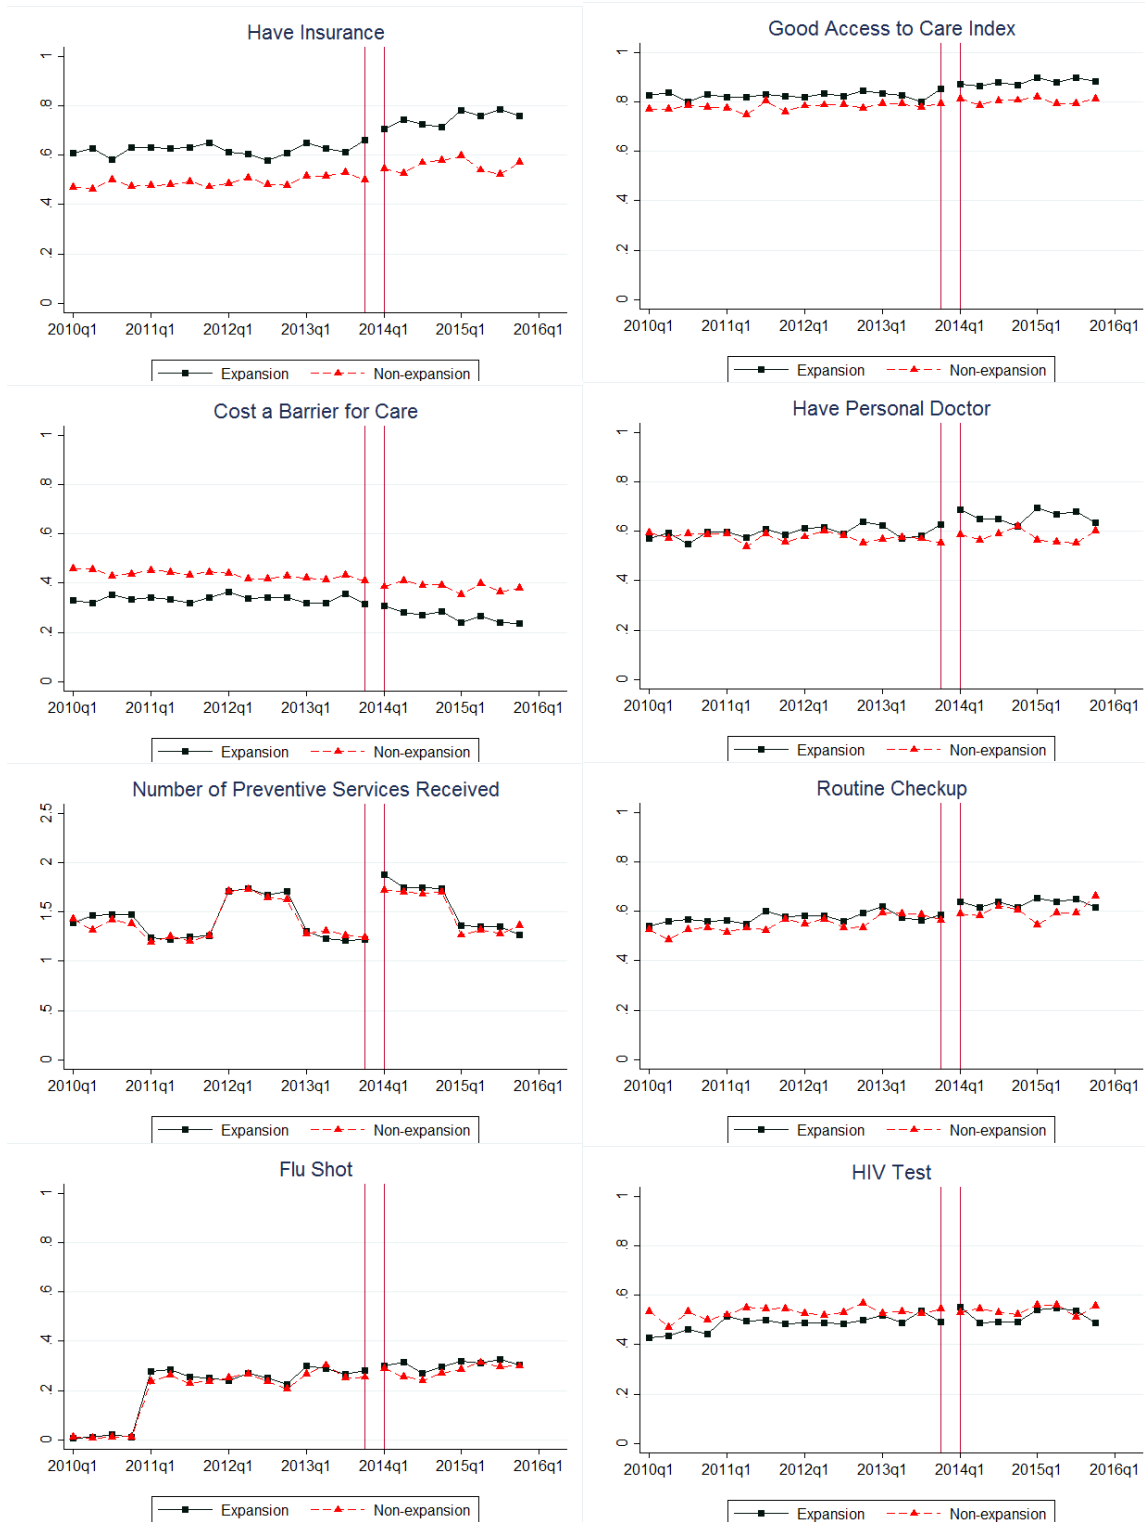 Have Insurance
1
.8
.6
.4
.2
0
2010q1 2011q1 2012q1 2013q1 2014q1 2015q1 2016q1
Expansion Non-expansion
Good Access to Care Index
1
.8
.6
.4
.2
0
2010q1 2011q1 2012q1 2013q1 2014q1 2015q1 2016q1
Expansion Non-expansion
Cost a Barrier for Care
1
.8
.6
.4
.2
0
2010q1 2011q1 2012q1 2013q1 2014q1 2015q1 2016q1
Expansion Non-expansion
Have Personal Doctor
1
.8
.6
.4
.2
0
2010q1 2011q1 2012q1 2013q1 2014q1 2015q1 2016q1
Expansion Non-expansion
Number of Preventive Services Received
2.5
2
1.5
1
.5
0
2010q1 2011q1 2012q1 2013q1 2014q1 2015q1 2016q1
Expansion Non-expansion
Routine Checkup
1
.8
.6
.4
.2
0
2010q1 2011q1 2012q1 2013q1 2014q1 2015q1 2016q1
Expansion Non-expansion
Flu Shot
1
.8
.6
.4
.2
0
2010q1 2011q1 2012q1 2013q1 2014q1 2015q1 2016q1
Expansion Non-expansion
HIV Test
1
.8
.6
.4
.2
0
2010q1 2011q1 2012q1 2013q1 2014q1 2015q1 2016q1
Expansion Non-expansion